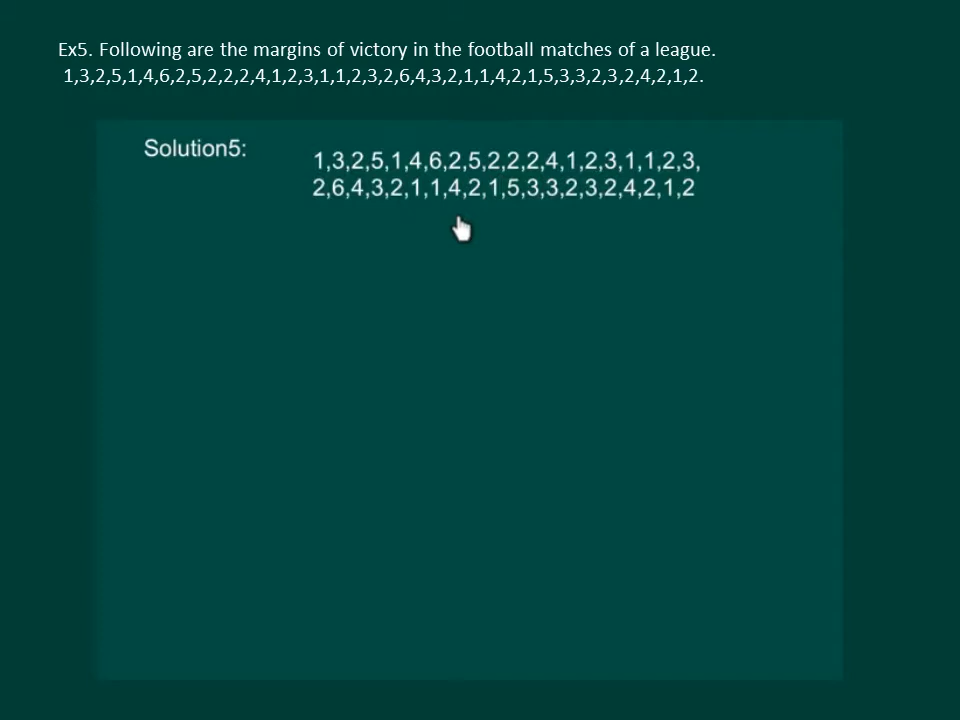 Ex5. Following are the margins of victory in the football matches of a league.
1,3,2,5,1,4,6,2,5,2,2,2,4,1,2,3,1,1,2,3,2,6,4,3,2,1,1,4,2,1,5,3,3,2,3,2,4,2,1,2.
Solution5:
1,3,2,5,1,4,6,2,5,2,2,2,4,1,2,3,1,1,2,3,
2,6,4,3,2,1,1,4,2,1,5,3,3,2,3,2,4,2,1,2